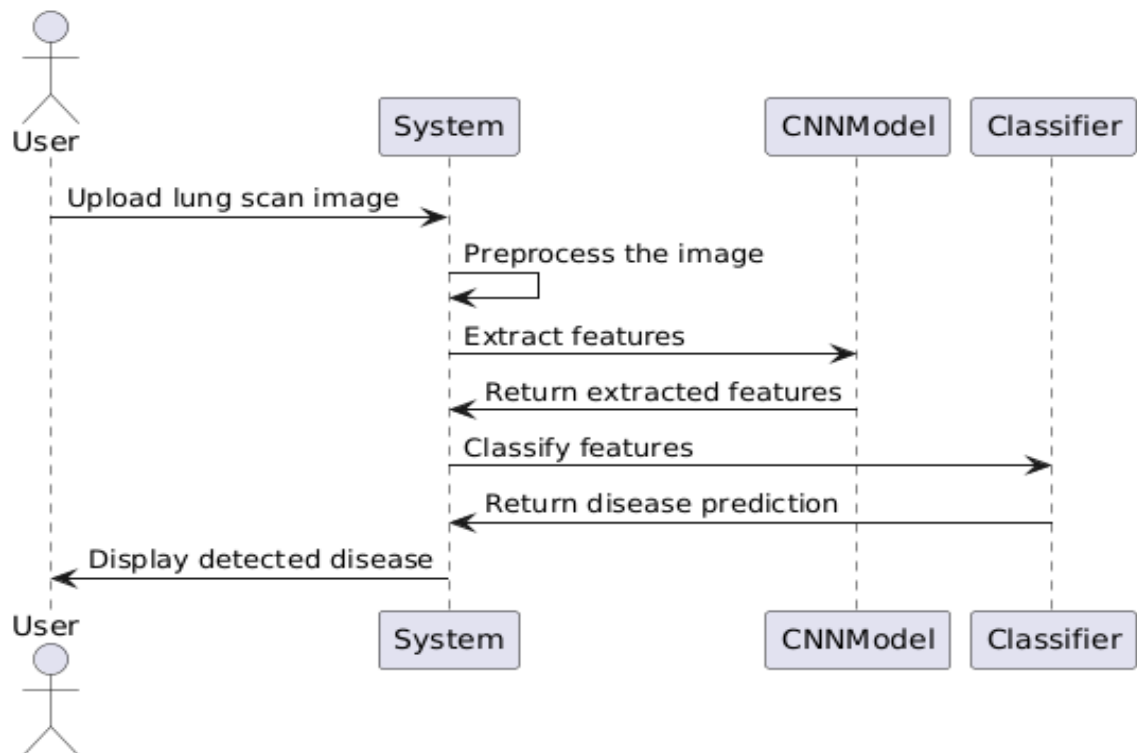 User
System
CNNModel
Classifier
Upload lung scan image
Preprocess the image
Extract features
Return extracted features
Classify features
Return disease prediction
Display detected disease
User
System
CNNModel
Classifier